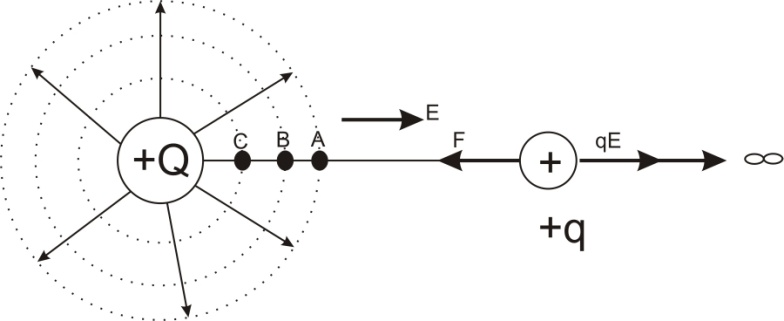 E
C B A F qE
+Q + ∞
+q